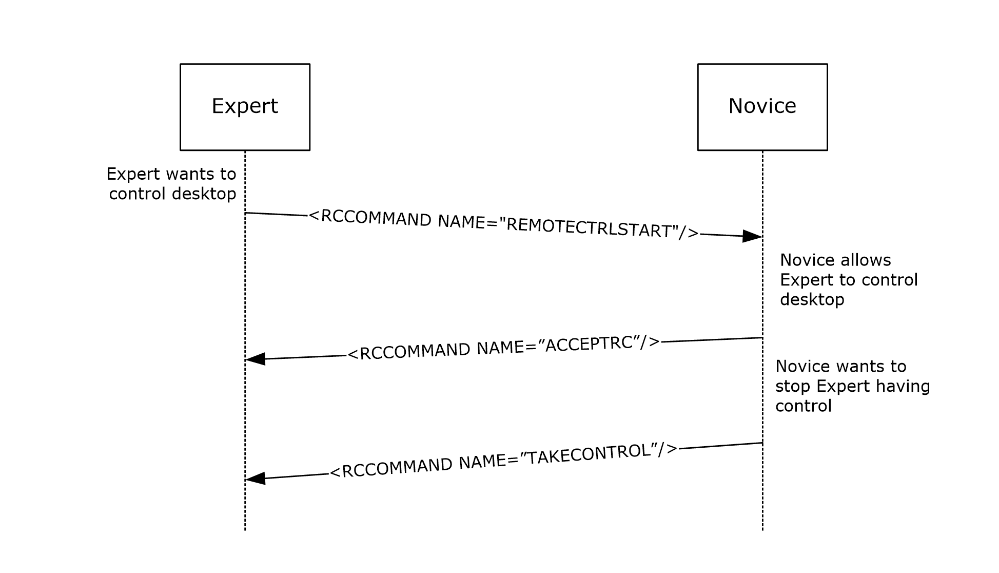 Expert
Novice
Expert wants to
control desktop
<RCCOMMAND NAME="REMOTECTRLSTART"/>
Novice allows
Expert to control
desktop
<RCCOMMAND NAME=”ACCEPTRC”/>
Novice wants to
stop Expert having
control
<RCCOMMAND NAME=”TAKECONTROL”/>